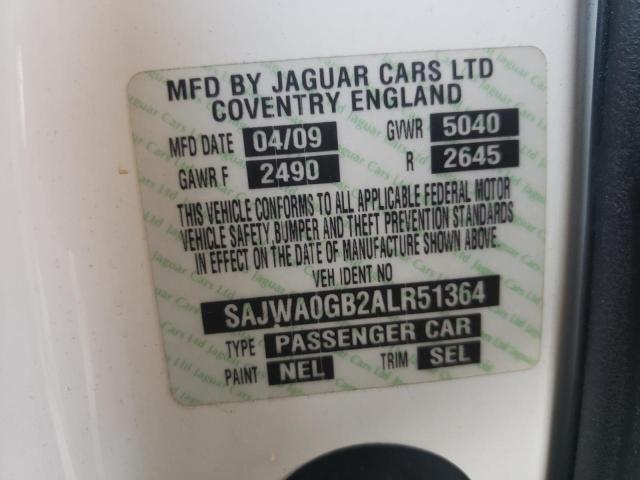 MFD BY JAGUAR CARS LTD
COVENTRY ENGLAND
MFD DATE 04/09 GVWR 5040
GAWR F 2490 R 2645
THIS VEHICLE CONFORMS TO ALL APPLICABLE FEDERAL MOTOR
VEHICLE SAFETY, BUMPER AND THEFT PREVENTION STANDARDS
IN EFFECT ON THE DATE OF MANUFACTURE SHOWN ABOVE.
VEH IDENT NO
SAJWA0GB2ALR51364
TYPE PASSENGER CAR
PAINT NEL TRIM SEL